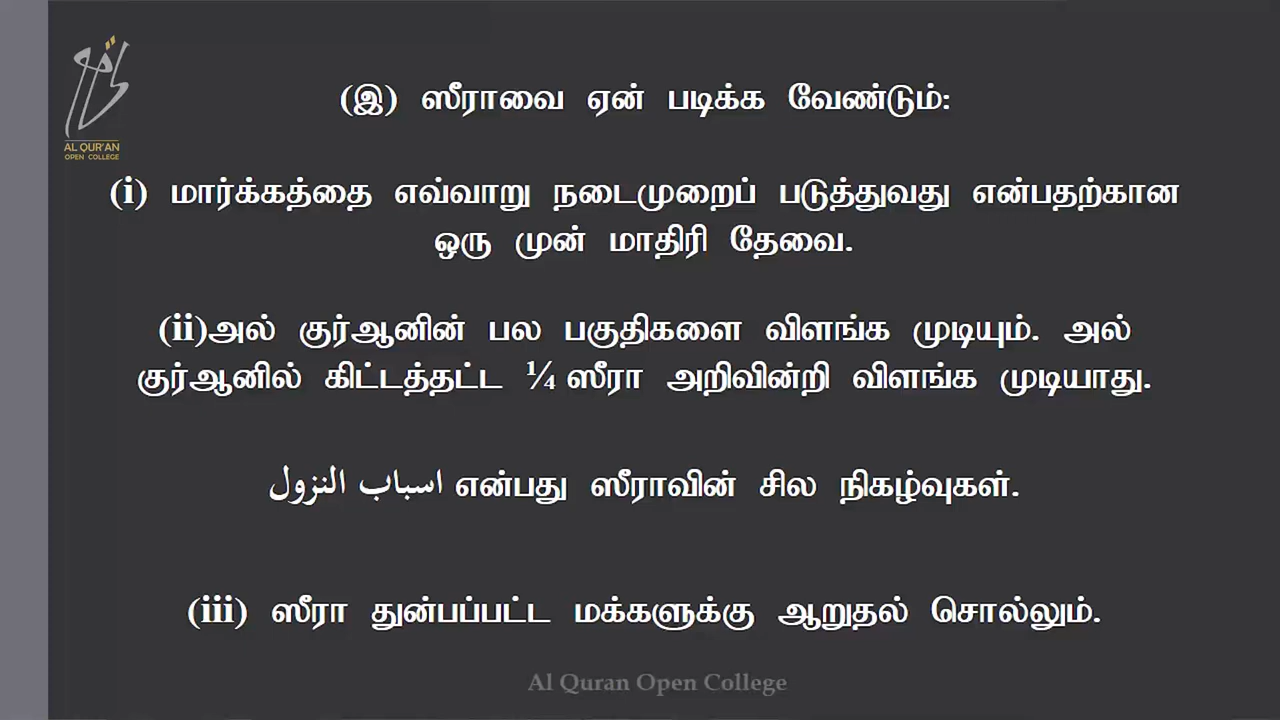 AL QUR'AN
OPEN COLLEGE
(இ) ஸீராவை ஏன் படிக்க வேண்டும்:
(i) மார்க்கத்தை எவ்வாறு நடைமுறைப் படுத்துவது என்பதற்கான
ஒரு முன் மாதிரி தேவை.
(ii)அல் குர்ஆனின் பல பகுதிகளை விளங்க முடியும். அல்
குர்ஆனில் கிட்டத்தட்ட ¼ ஸீரா அறிவின்றி விளங்க முடியாது.
اسباب النزول என்பது ஸீராவின் சில நிகழ்வுகள்.
(iii) ஸீரா துன்பப்பட்ட மக்களுக்கு ஆறுதல் சொல்லும்.
Al Quran Open College